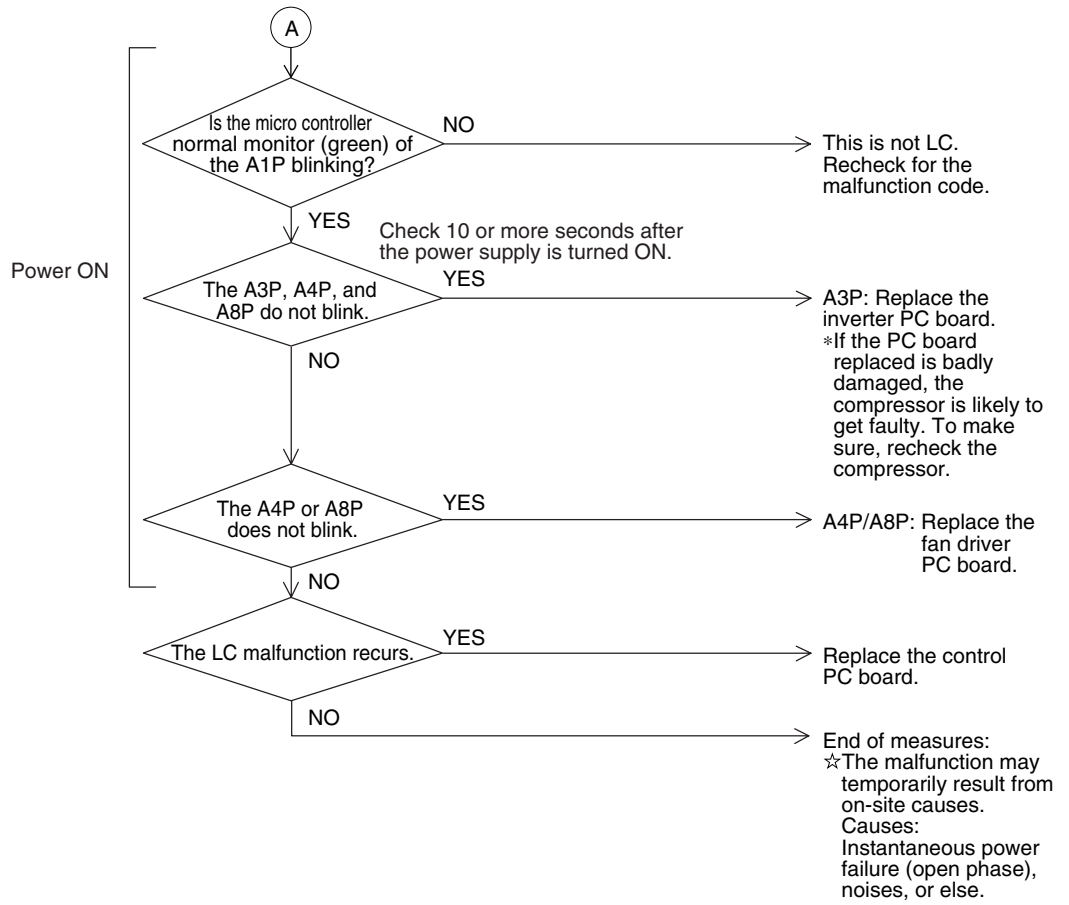 A
Is the micro controller
normal monitor (green) of
the A1P blinking?
NO
This is not LC.
Recheck for the
malfunction code.
YES
Check 10 or more seconds after
the power supply is turned ON.
Power ON
The A3P, A4P, and
A8P do not blink.
YES
A3P: Replace the
inverter PC board.
*If the PC board
replaced is badly
damaged, the
compressor is likely to
get faulty. To make
sure, recheck the
compressor.
NO
The A4P or A8P
does not blink.
YES
A4P/A8P: Replace the
fan driver
PC board.
NO
The LC malfunction recurs.
YES
Replace the control
PC board.
NO
End of measures:
☆The malfunction may
temporarily result from
on-site causes.
Causes:
Instantaneous power
failure (open phase),
noises, or else.